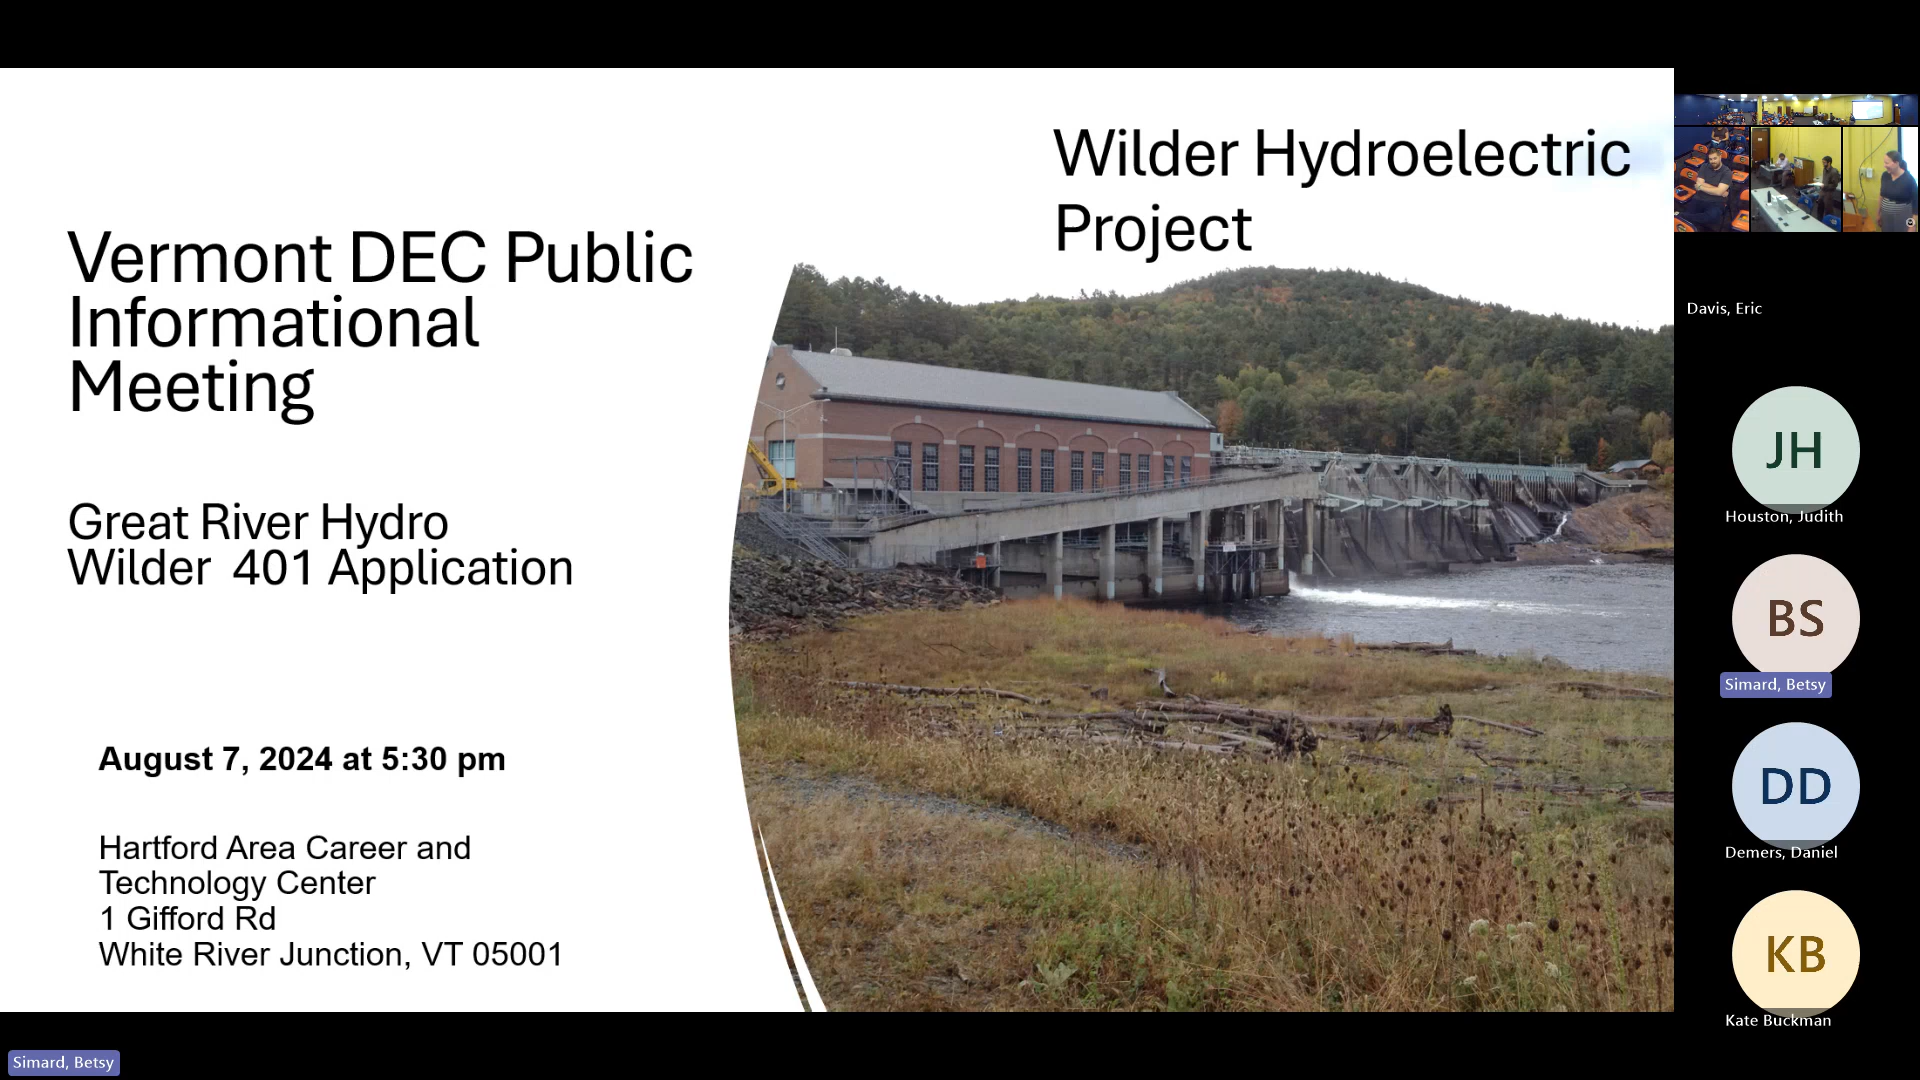 Wilder Hydroelectric
Project
Vermont DEC Public
Informational
Meeting
Great River Hydro
Wilder 401 Application
August 7, 2024 at 5:30 pm
Hartford Area Career and
Technology Center
1 Gifford Rd
White River Junction, VT 05001
Davis, Eric
JH
Houston, Judith
BS
Simard, Betsy
DD
Demers, Daniel
KB
Kate Buckman
Simard, Betsy